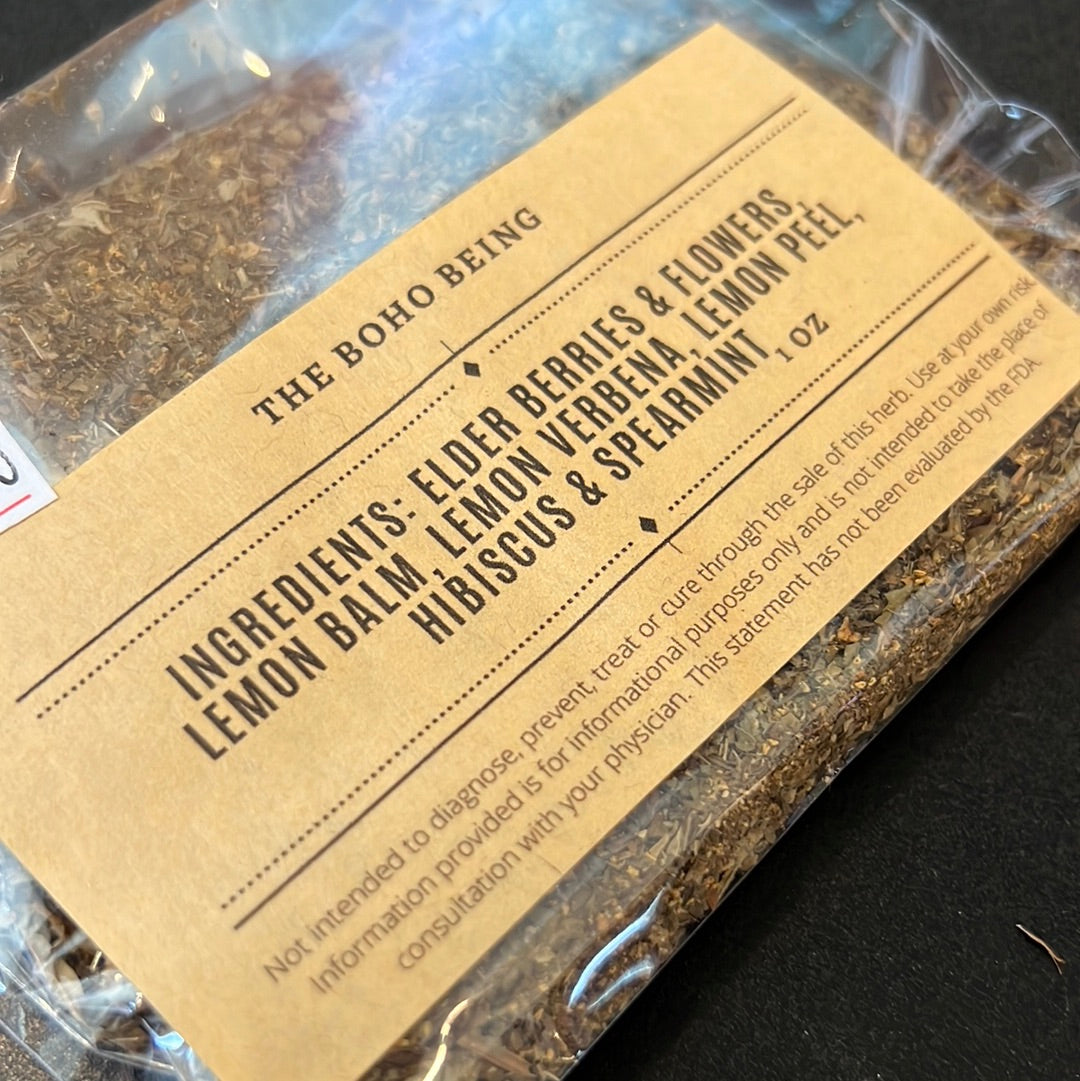 THE BOHO BEING
INGREDIENTS: ELDER BERRIES & FLOWERS,
LEMON BALM, LEMON VERBENA, LEMON PEEL,
HIBISCUS & SPEARMINT 1 OZ
Not intended to diagnose, prevent, treat or cure through the sale of this herb. Use at your own risk.
Information provided is for informational purposes only and is not intended to take the place of
consultation with your physician. This statement has not been evaluated by the FDA.